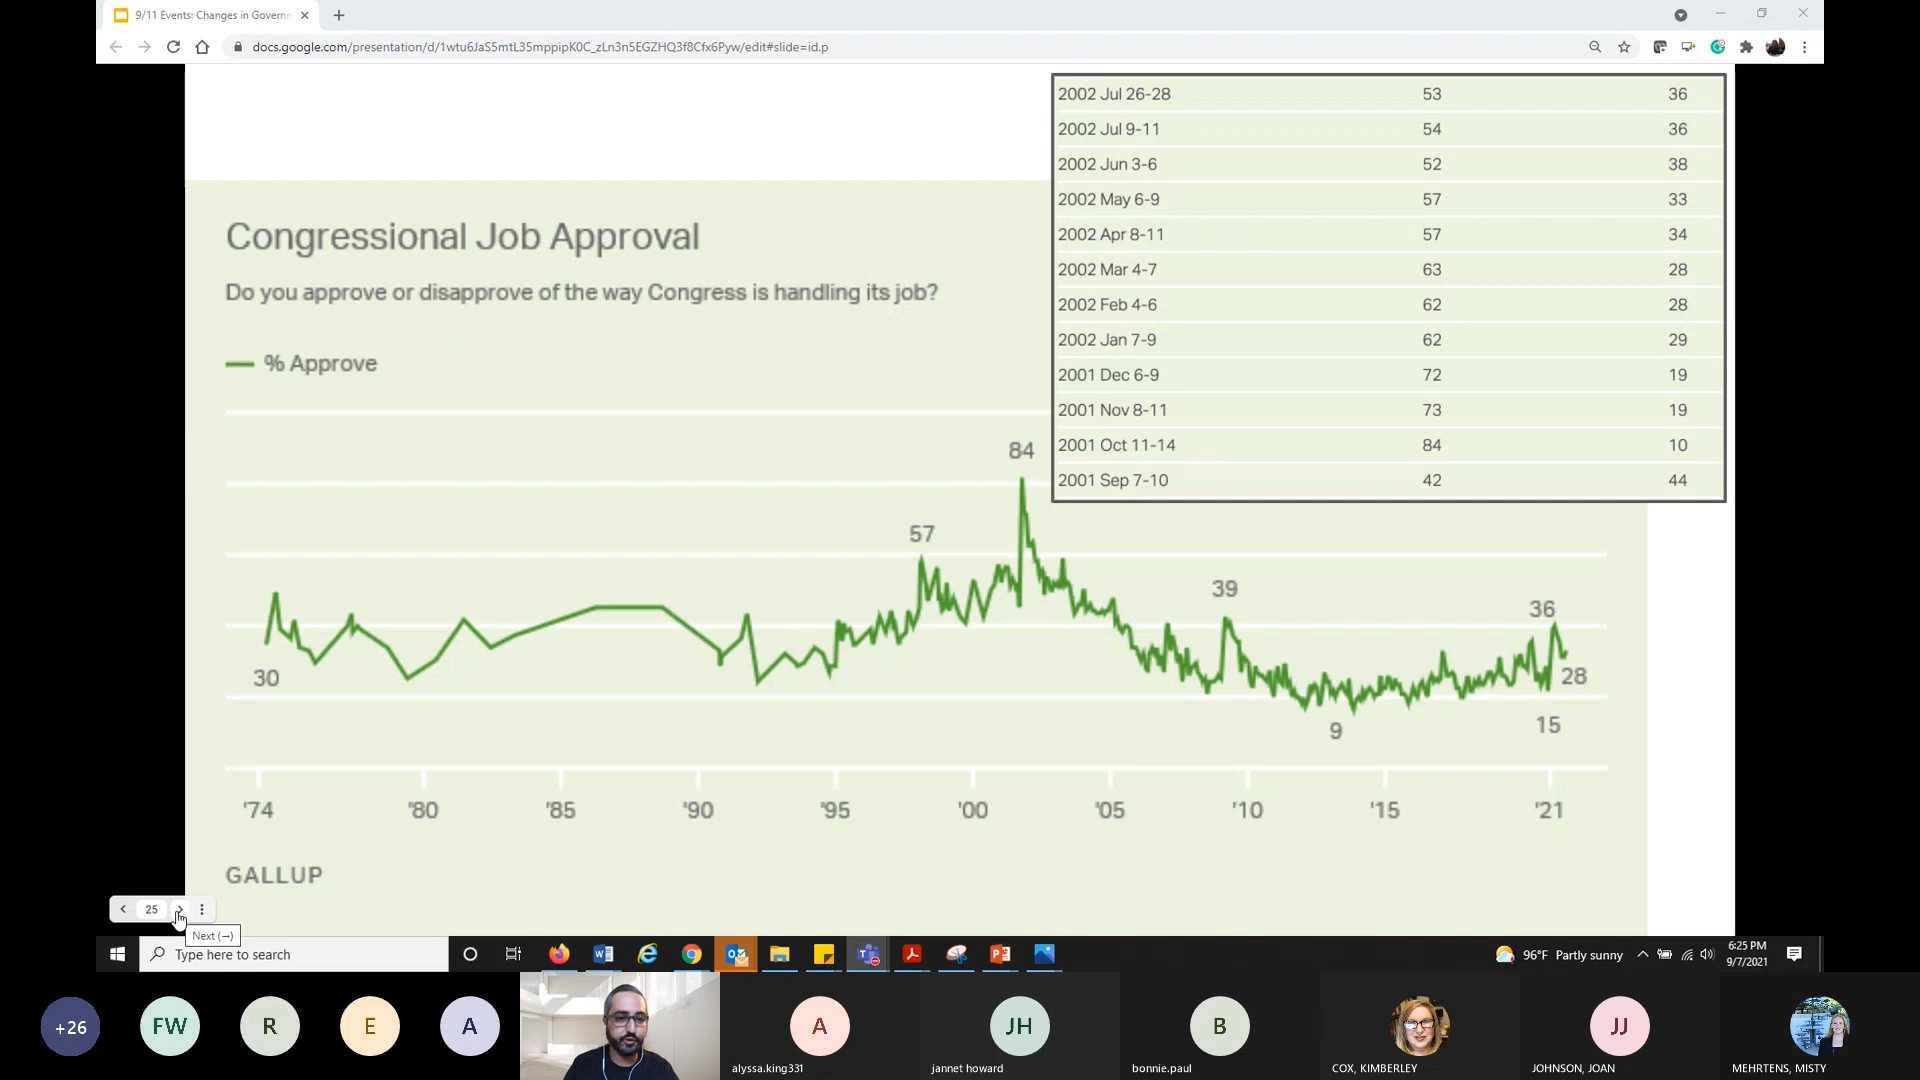 9/11 Events: Changes in Governm
docs.google.com/presentation/d/1wtu6JaS5mtL35mppipK0C_zLn3n5EGZHQ3f8Cfx6Pyw/edit#slide=id.p
2002 Jul 26-28 53 36
2002 Jul 9-11 54 36
2002 Jun 3-6 52 38
2002 May 6-9 57 33
2002 Apr 8-11 57 34
2002 Mar 4-7 63 28
2002 Feb 4-6 62 28
2002 Jan 7-9 62 29
2001 Dec 6-9 72 19
2001 Nov 8-11 73 19
2001 Oct 11-14 84 10
2001 Sep 7-10 42 44
Congressional Job Approval
Do you approve or disapprove of the way Congress is handling its job?
% Approve
84
57
39
36
30
28
15
9
'74 '80 '85 '90 '95 '00 '05 '10 '15 '21
GALLUP
25
Next (→)
Type here to search
96°F Partly sunny
6:25 PM
9/7/2021
+26
FW
R
E
A
A
JH
B
JJ
alyssa.king331
jannet howard
bonnie.paul
COX, KIMBERLEY
JOHNSON, JOAN
MEHRTENS, MISTY